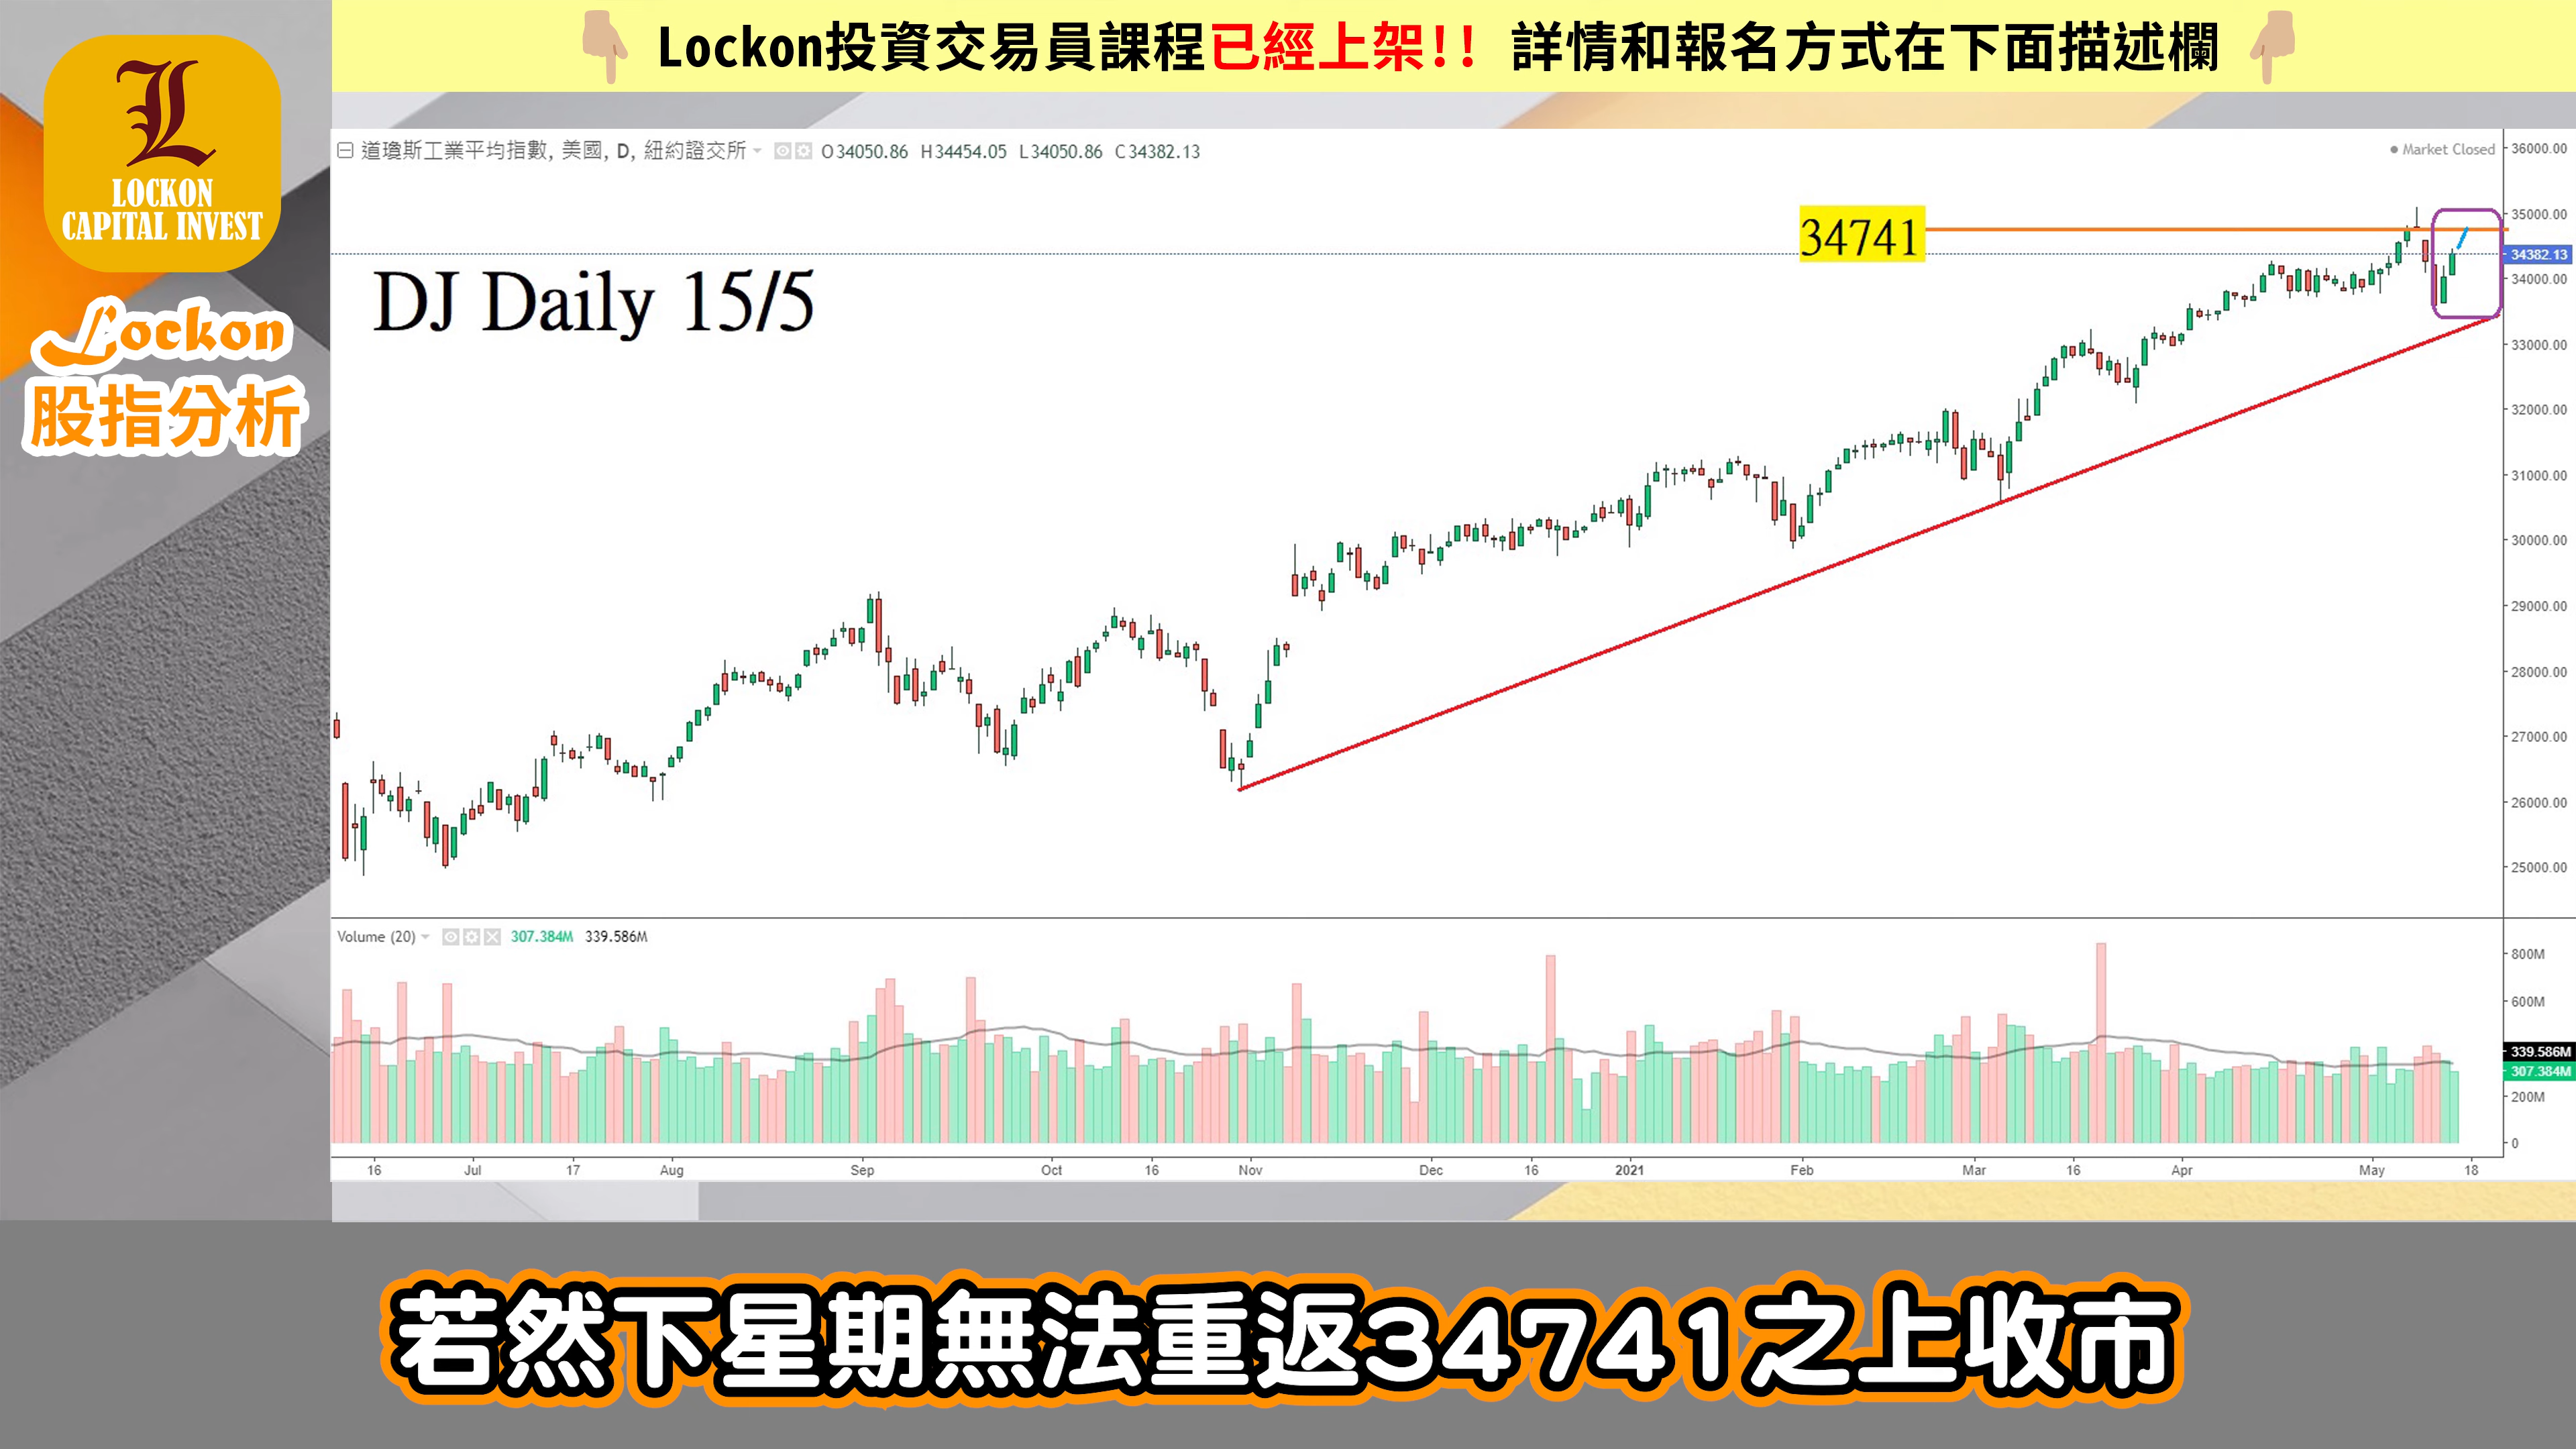 Lockon投資交易員課程已經上架!! 詳情和報名方式在下面描述欄
L
LOCKON
CAPITAL INVEST
Lockon
股指分析
道瓊斯工業平均指數, 美國, D, 紐約證交所 O34050.86 H34454.05 L34050.86 C34382.13
Market Closed
DJ Daily 15/5
34741
36000.00
35000.00
34382.13
34000.00
33000.00
32000.00
31000.00
30000.00
29000.00
28000.00
27000.00
26000.00
25000.00
Volume (20) 307.384M 339.586M
800M
600M
339.586M
307.384M
200M
0
16 Jul 17 Aug Sep Oct 16 Nov Dec 16 2021 Feb Mar 16 Apr May 18
若然下星期無法重返34741之上收市